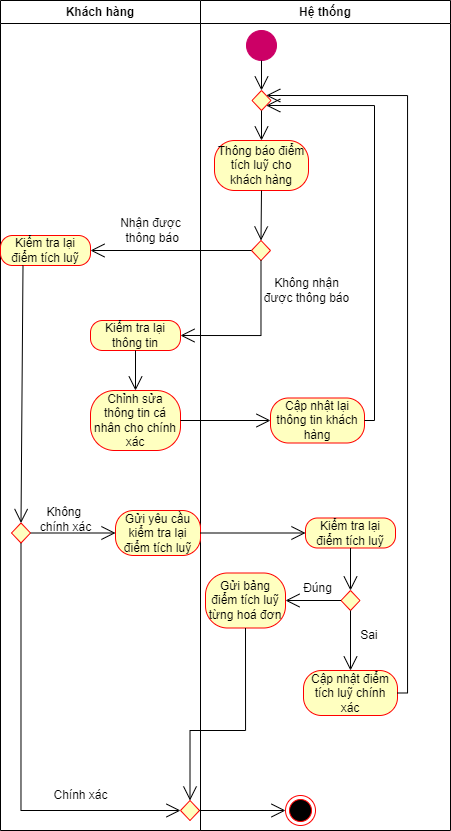 Khách hàng
Hệ thống
Thông báo điểm
tích luỹ cho
khách hàng
Nhận được
thông báo
Kiểm tra lại
điểm tích luỹ
Không nhận
được thông báo
Kiểm tra lại
thông tin
Chỉnh sửa
thông tin cá
nhân cho chính
xác
Cập nhật lại
thông tin khách
hàng
Không
chính xác
Gửi yêu cầu
kiểm tra lại
điểm tích luỹ
Kiểm tra lại
điểm tích luỹ
Đúng
Gửi bảng
điểm tích luỹ
từng hoá đơn
Sai
Cập nhật điểm
tích luỹ chính
xác
Chính xác